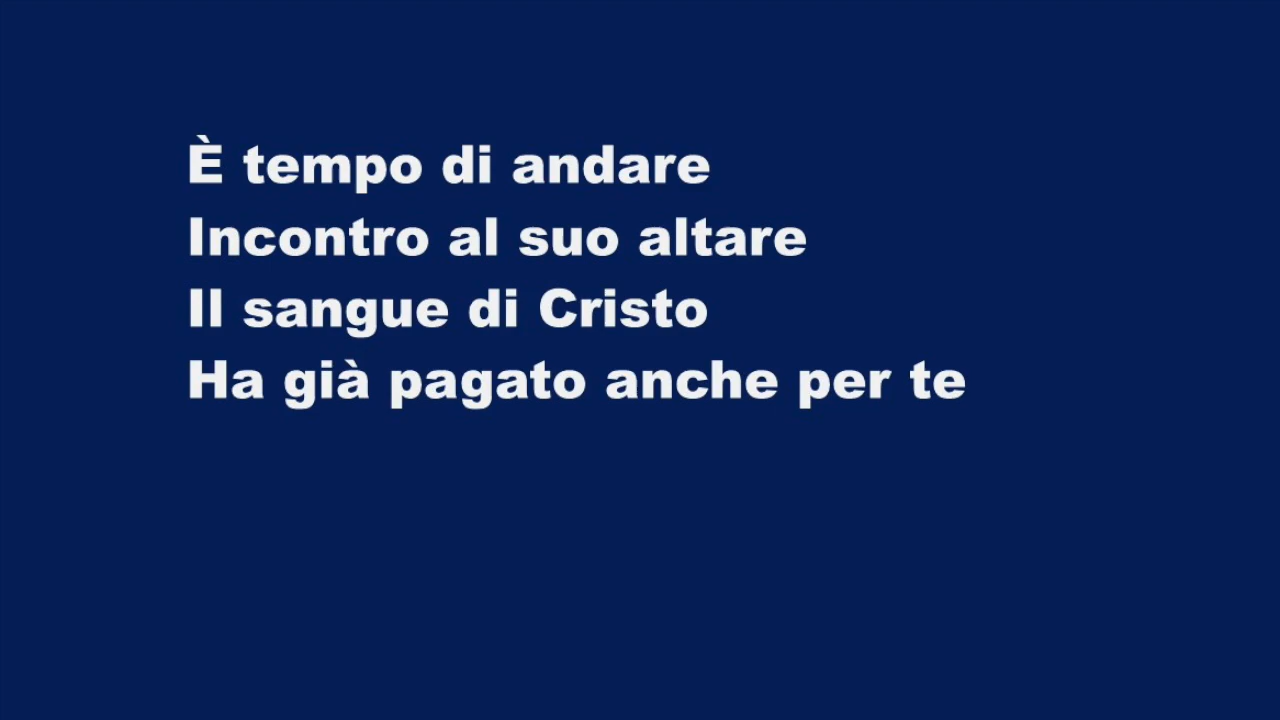 È tempo di andare
Incontro al suo altare
Il sangue di Cristo
Ha già pagato anche per te